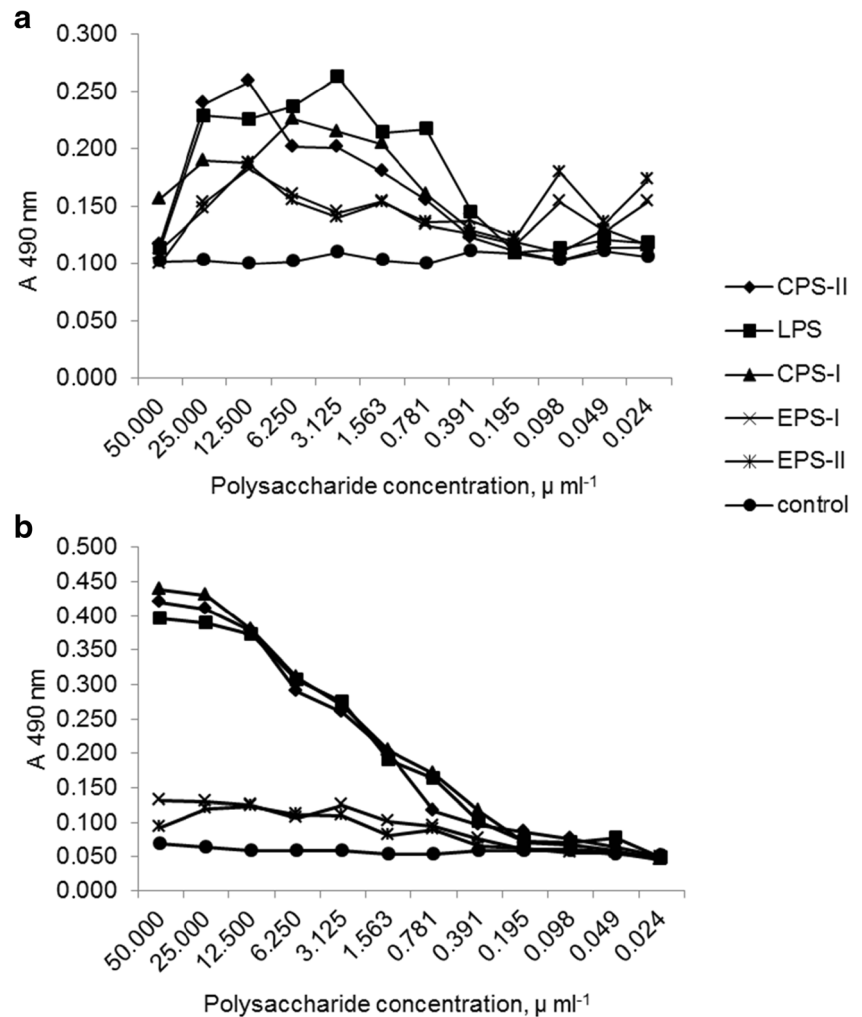 a
0.300
0.250
0.200
0.150
0.100
0.050
0.000
A 490 nm
50.000 25.000 12.500 6.250 3.125 1.563 0.781 0.391 0.195 0.098 0.049 0.024
Polysaccharide concentration, µ ml-1
CPS-II
LPS
CPS-I
EPS-I
EPS-II
control
b
0.500
0.450
0.400
0.350
0.300
0.250
0.200
0.150
0.100
0.050
0.000
A 490 nm
50.000 25.000 12.500 6.250 3.125 1.563 0.781 0.391 0.195 0.098 0.049 0.024
Polysaccharide concentration, µ ml-1